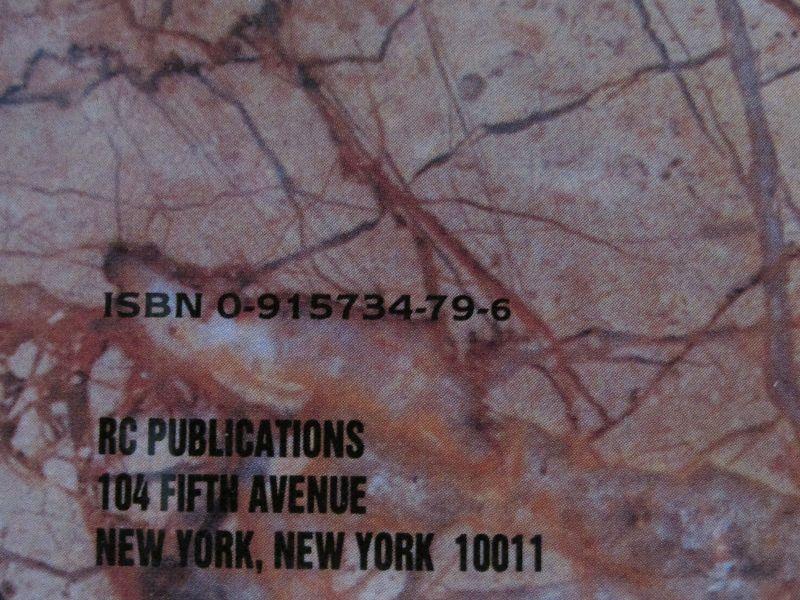 ISBN 0-915734-79-6
RC PUBLICATIONS
104 FIFTH AVENUE
NEW YORK, NEW YORK 10011